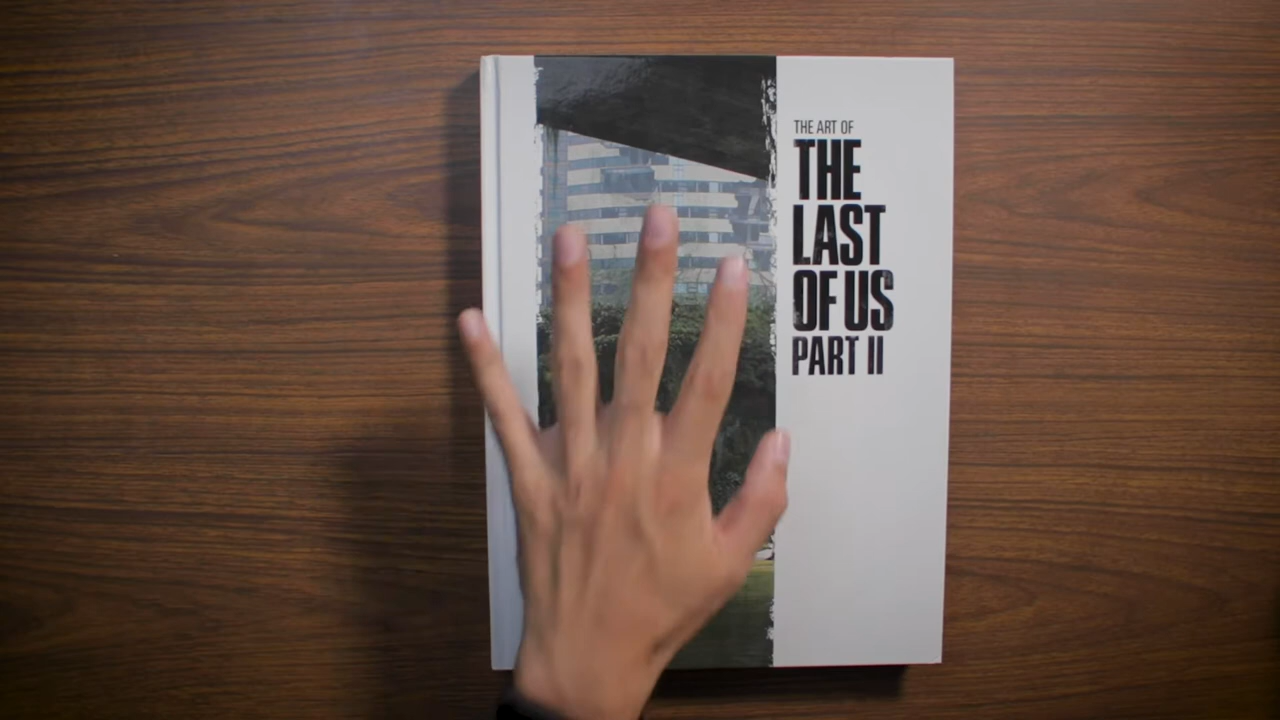 THE ART OF
THE
LAST
OF US
PART II